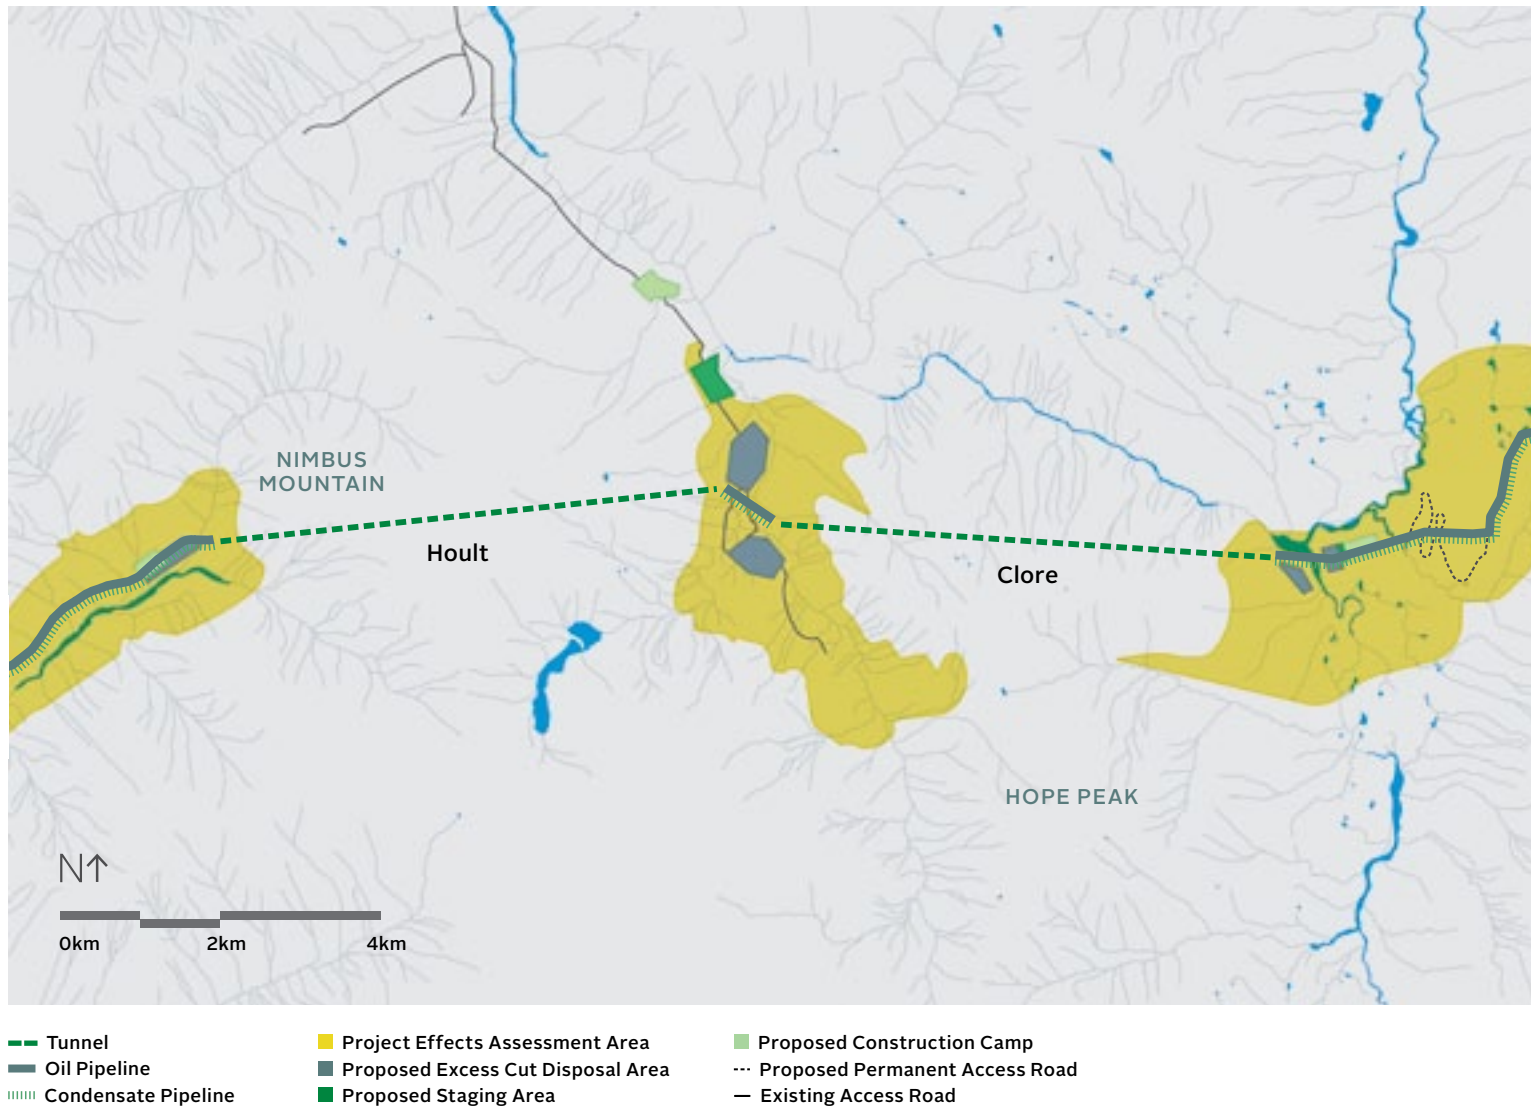 NIMBUS
MOUNTAIN
Hoult
Clore
HOPE PEAK
N↑
0km 2km 4km
Tunnel
Oil Pipeline
Condensate Pipeline
Project Effects Assessment Area
Proposed Excess Cut Disposal Area
Proposed Staging Area
Proposed Construction Camp
Proposed Permanent Access Road
Existing Access Road